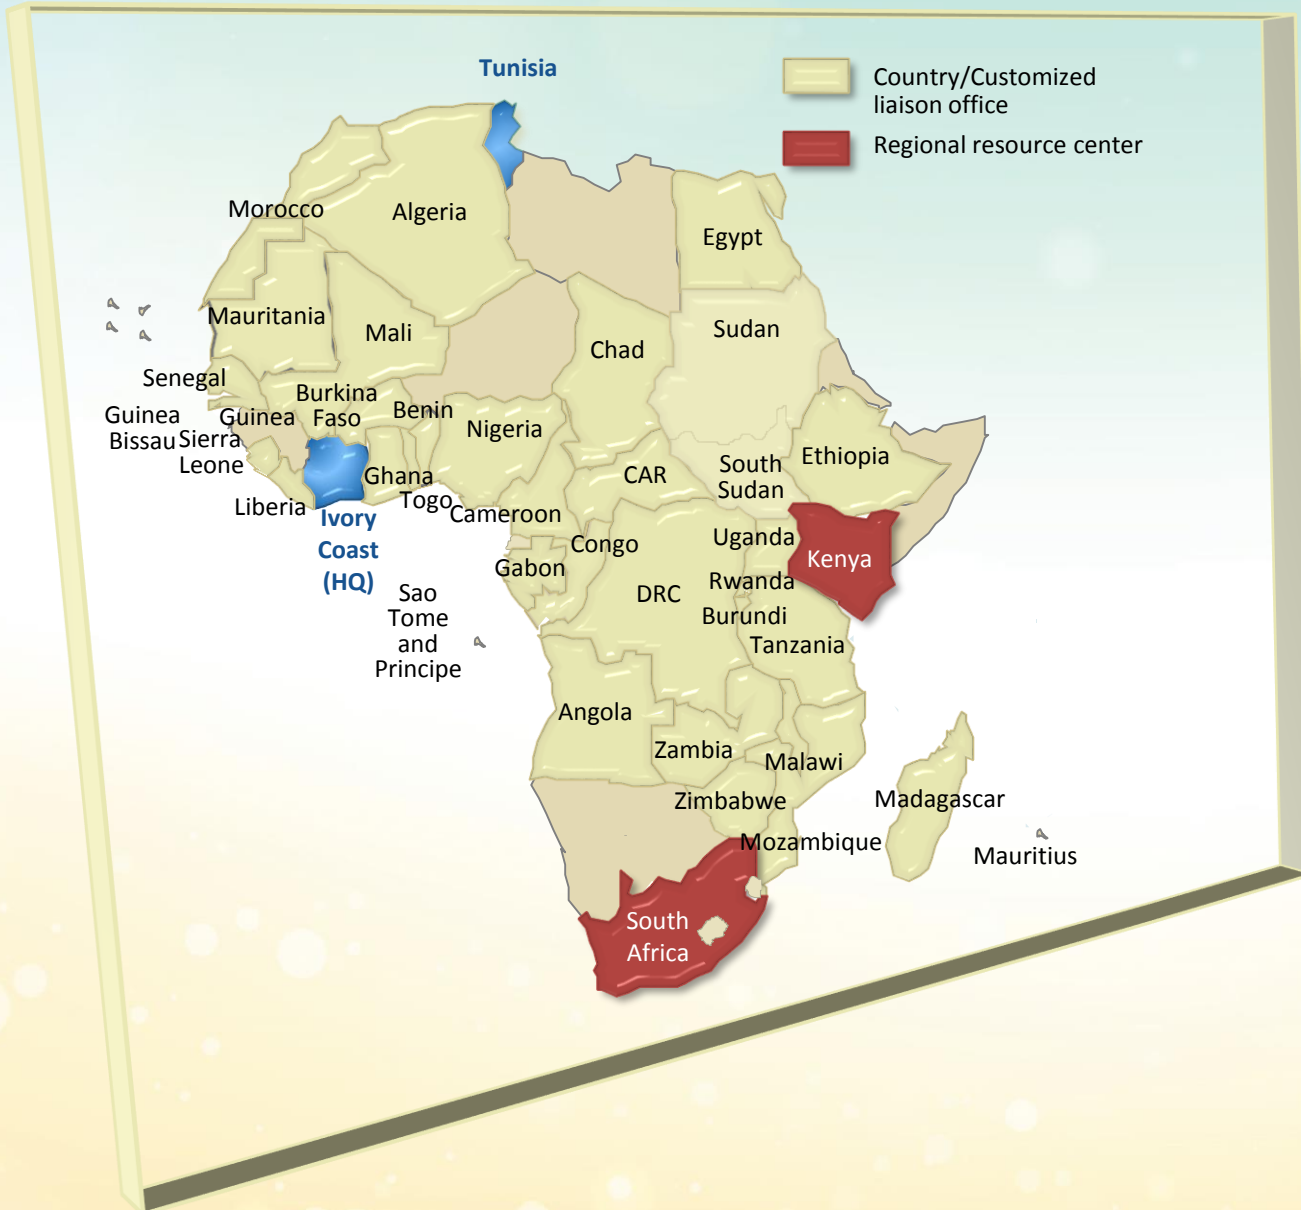 Tunisia
Country/Customized
liaison office
Regional resource center
Morocco
Algeria
Egypt
Mauritania
Mali
Chad
Sudan
Senegal
Burkina
Faso
Benin
Guinea
Bissau
Guinea
Nigeria
Sierra
Leone
Ghana
CAR
South
Sudan
Ethiopia
Liberia
Togo
Cameroon
Ivory
Coast
(HQ)
Congo
Uganda
Kenya
Gabon
DRC
Rwanda
Burundi
Sao
Tome
and
Principe
Tanzania
Angola
Zambia
Malawi
Zimbabwe
Madagascar
Mozambique
Mauritius
South
Africa